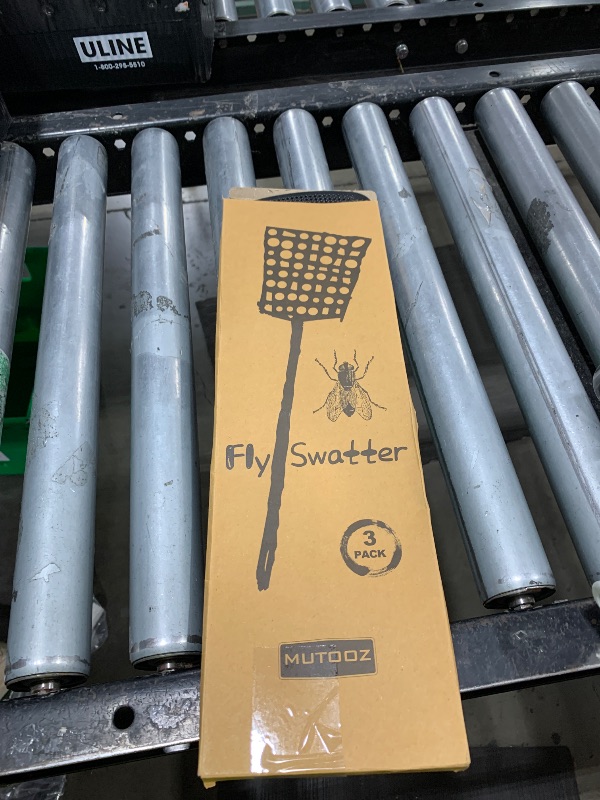 ULINE
1-800-295-5510
Fly Swatter
3
PACK
MUTOOZ